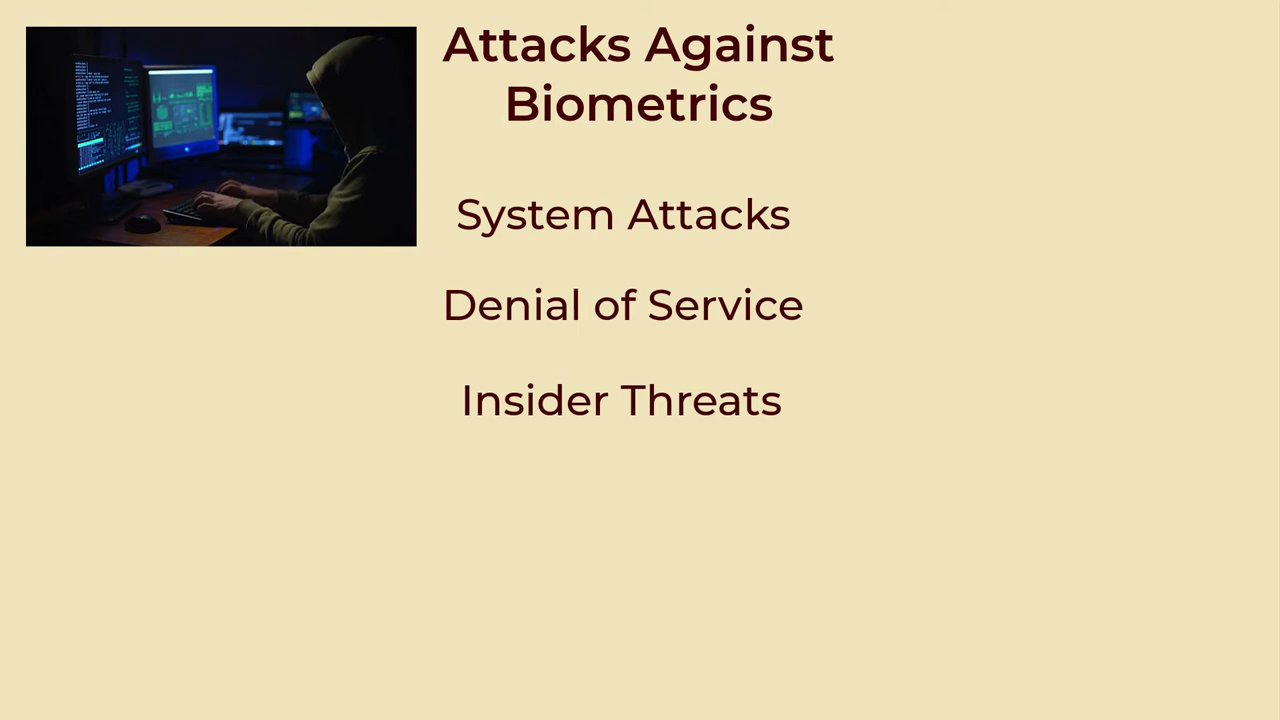 Attacks Against
Biometrics
System Attacks
Denial of Service
Insider Threats